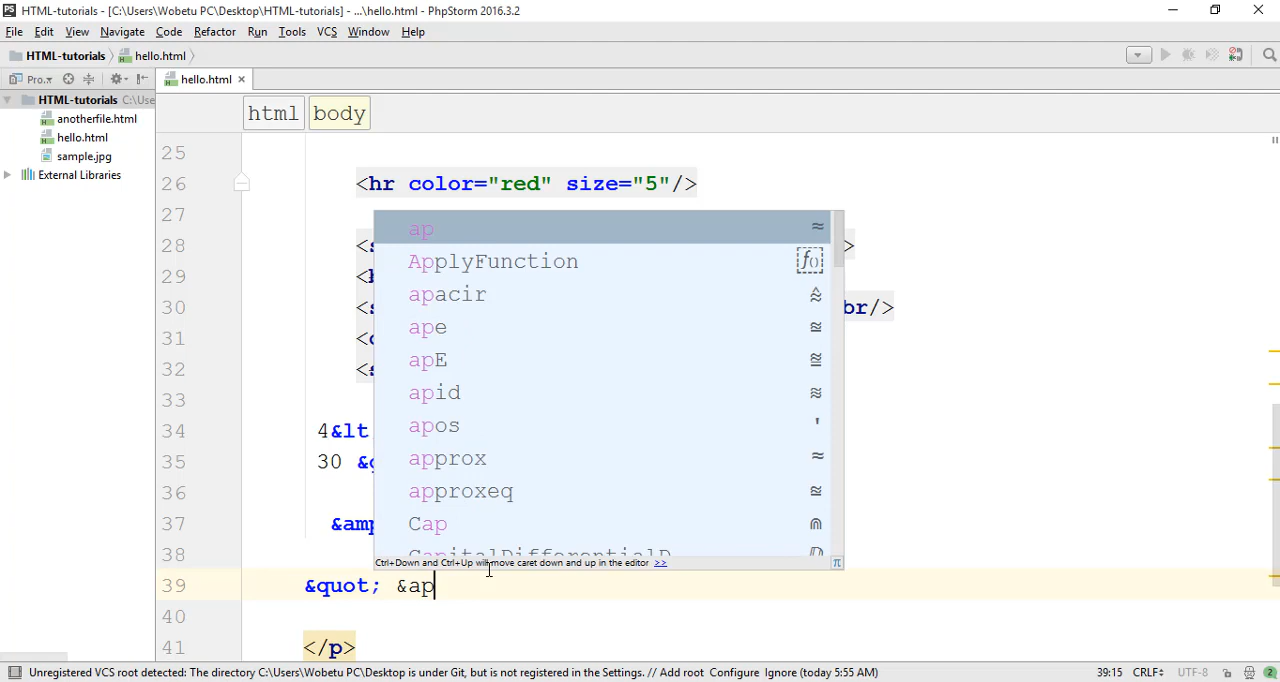 PS HTML-tutorials - [C:\Users\Wobetu PC\Desktop\HTML-tutorials] - ...\hello.html - PhpStorm 2016.3.2
File Edit View Navigate Code Refactor Run Tools VCS Window Help
HTML-tutorials hello.html
Pro. hello.html
HTML-tutorials C:\Use
anotherfile.html
hello.html
sample.jpg
External Libraries
html body
25
26 <hr color="red" size="5"/>
27
28 <s />
29 <h
30 <s br/>
31
32
33
34 4&lt
35 30 &g
36
37 &amp
38
39 &quot; &ap
40
41 </p>
ap ≈
ApplyFunction f()
apacir
ape ≊
apE
apid ≋
apos '
approx ≈
approxeq ≊
Cap ⋒
CapitalDifferentialD
Ctrl+Down and Ctrl+Up will move caret down and up in the editor >> π
Unregistered VCS root detected: The directory C:\Users\Wobetu PC\Desktop is under Git, but is not registered in the Settings. // Add root Configure Ignore (today 5:55 AM) 39:15 CRLF UTF-8 2